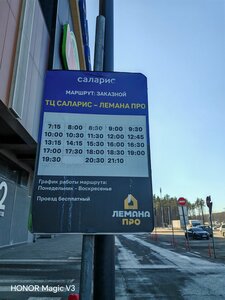 саларис
МАРШРУТ: ЗАКАЗНОЙ
ТЦ САЛАРИС – ЛЕМАНА ПРО
7:15 8:00 8:30 9:00 9:30
10:00 10:30 11:30 12:00 12:45
13:15 14:15 15:30 16:00 16:30
17:00 17:30 18:00 18:30 19:00
19:30 20:30 21:10
График работы маршрута:
Понедельник - Воскресенье
Проезд бесплатный
ЛЕМАНА
ПРО
2
HONOR Magic V3